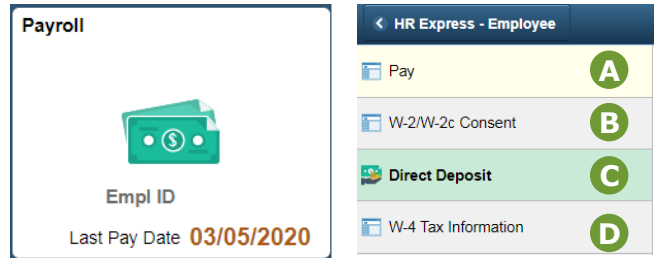 Payroll
$
Empl ID
Last Pay Date 03/05/2020
HR Express - Employee
Pay A
W-2/W-2c Consent B
Direct Deposit C
W-4 Tax Information D